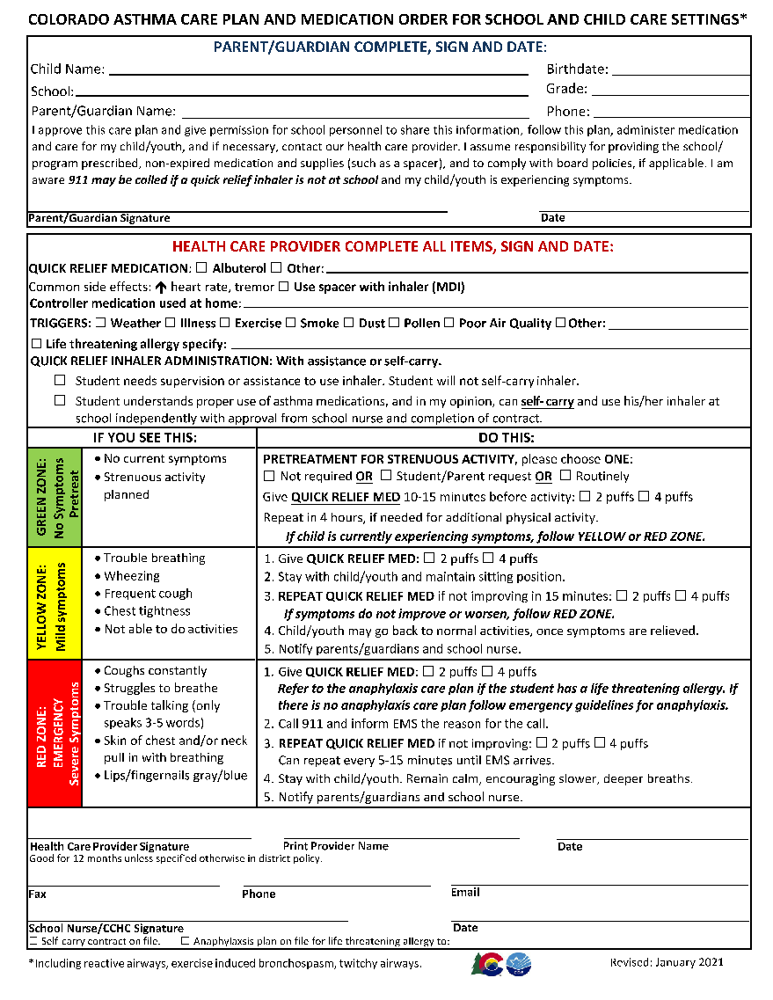 COLORADO ASTHMA CARE PLAN AND MEDICATION ORDER FOR SCHOOL AND CHILD CARE SETTINGS*
PARENT/GUARDIAN COMPLETE, SIGN AND DATE:
Child Name: Birthdate:
School: Grade:
Parent/Guardian Name: Phone:
I approve this care plan and give permission for school personnel to share this information, follow this plan, administer medication
and care for my child/youth, and if necessary, contact our health care provider. I assume responsibility for providing the school/
program prescribed, non-expired medication and supplies (such as a spacer), and to comply with board policies, if applicable. I am
aware 911 may be called if a quick relief inhaler is not at school and my child/youth is experiencing symptoms.
Parent/Guardian Signature Date
HEALTH CARE PROVIDER COMPLETE ALL ITEMS, SIGN AND DATE:
QUICK RELIEF MEDICATION: ☐ Albuterol ☐ Other:
Common side effects: ↑ heart rate, tremor ☐ Use spacer with inhaler (MDI)
Controller medication used at home:
TRIGGERS: ☐ Weather ☐ Illness ☐ Exercise ☐ Smoke ☐ Dust ☐ Pollen ☐ Poor Air Quality ☐ Other:
☐ Life threatening allergy specify:
QUICK RELIEF INHALER ADMINISTRATION: With assistance or self-carry.
☐ Student needs supervision or assistance to use inhaler. Student will not self-carry inhaler.
☐ Student understands proper use of asthma medications, and in my opinion, can self-carry and use his/her inhaler at
school independently with approval from school nurse and completion of contract.
IF YOU SEE THIS: DO THIS:
GREEN ZONE:
No Symptoms
Pretreat
• No current symptoms
• Strenuous activity
planned
PRETREATMENT FOR STRENUOUS ACTIVITY, please choose ONE:
☐ Not required OR ☐ Student/Parent request OR ☐ Routinely
Give QUICK RELIEF MED 10-15 minutes before activity: ☐ 2 puffs ☐ 4 puffs
Repeat in 4 hours, if needed for additional physical activity.
If child is currently experiencing symptoms, follow YELLOW or RED ZONE.
YELLOW ZONE:
Mild symptoms
• Trouble breathing
• Wheezing
• Frequent cough
• Chest tightness
• Not able to do activities
1. Give QUICK RELIEF MED: ☐ 2 puffs ☐ 4 puffs
2. Stay with child/youth and maintain sitting position.
3. REPEAT QUICK RELIEF MED if not improving in 15 minutes: ☐ 2 puffs ☐ 4 puffs
If symptoms do not improve or worsen, follow RED ZONE.
4. Child/youth may go back to normal activities, once symptoms are relieved.
5. Notify parents/guardians and school nurse.
RED ZONE:
EMERGENCY
Severe Symptoms
• Coughs constantly
• Struggles to breathe
• Trouble talking (only
speaks 3-5 words)
• Skin of chest and/or neck
pull in with breathing
• Lips/fingernails gray/blue
1. Give QUICK RELIEF MED: ☐ 2 puffs ☐ 4 puffs
Refer to the anaphylaxis care plan if the student has a life threatening allergy. If
there is no anaphylaxis care plan follow emergency guidelines for anaphylaxis.
2. Call 911 and inform EMS the reason for the call.
3. REPEAT QUICK RELIEF MED if not improving: ☐ 2 puffs ☐ 4 puffs
Can repeat every 5-15 minutes until EMS arrives.
4. Stay with child/youth. Remain calm, encouraging slower, deeper breaths.
5. Notify parents/guardians and school nurse.
Health Care Provider Signature Print Provider Name Date
Good for 12 months unless specified otherwise in district policy.
Fax Phone Email
School Nurse/CCHC Signature Date
☐ Self-carry contract on file. ☐ Anaphylaxsis plan on file for life threatening allergy to:
*Including reactive airways, exercise induced bronchospasm, twitchy airways. Revised: January 2021